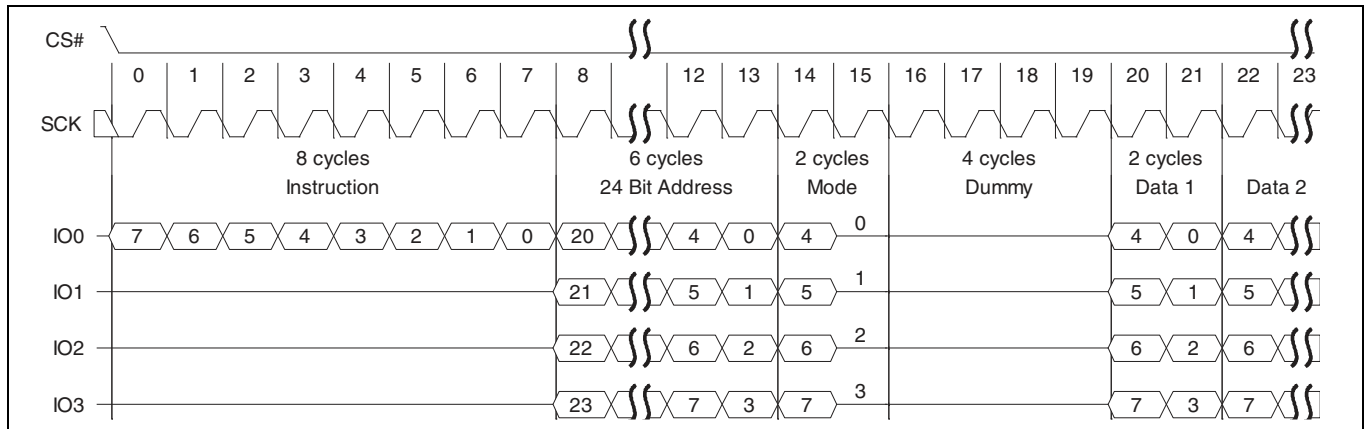 CS#
0 1 2 3 4 5 6 7 8 12 13 14 15 16 17 18 19 20 21 22 23
SCK
8 cycles 6 cycles 2 cycles 4 cycles 2 cycles
Instruction 24 Bit Address Mode Dummy Data 1 Data 2
IO0 7 6 5 4 3 2 1 0 20 4 0 4 0 4 0 4
IO1 21 5 1 5 1 5 1 5
IO2 22 6 2 6 2 6 2 6
IO3 23 7 3 7 3 7 3 7